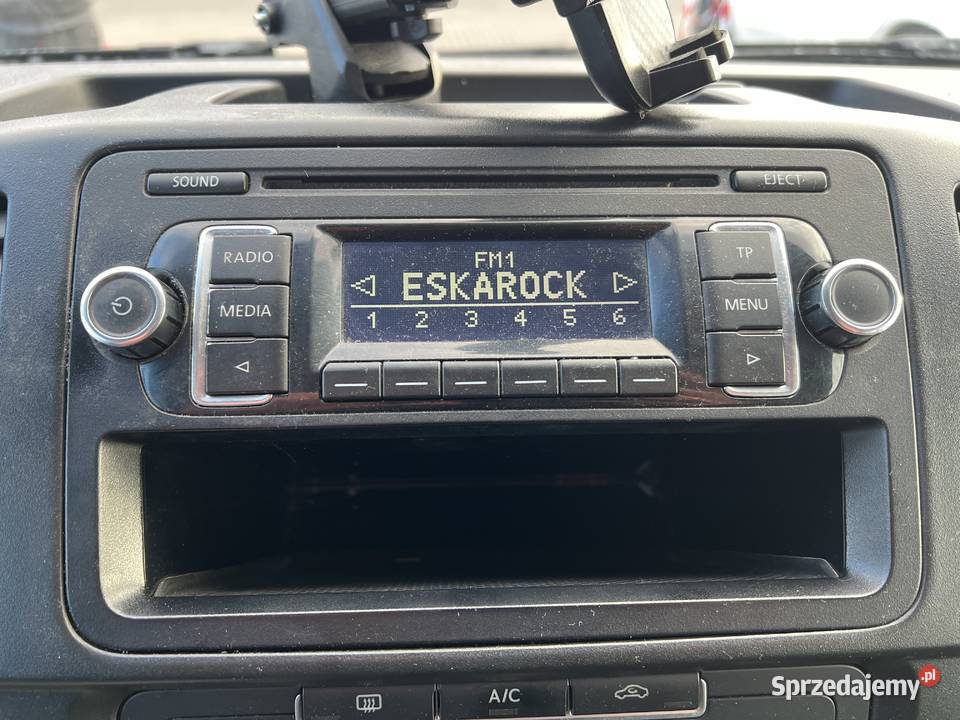 SOUND EJECT
RADIO TP
FM1
ESKAROCK
MEDIA MENU
1 2 3 4 5 6
A/C
Sprzedajemy.pl